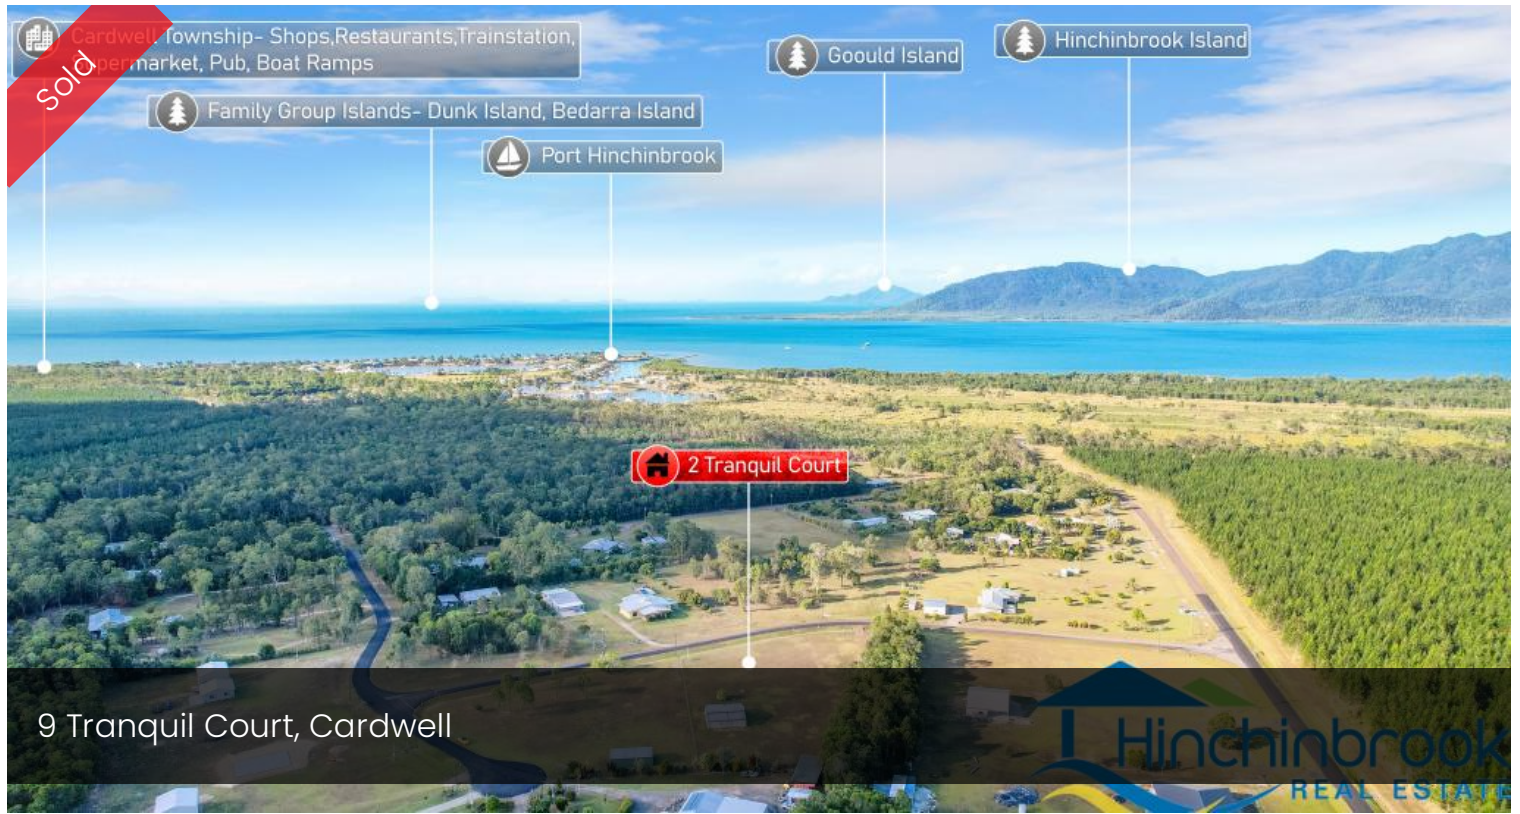 Cardwell Township- Shops,Restaurants,Trainstation,
Supermarket, Pub, Boat Ramps
Sold
Family Group Islands- Dunk Island, Bedarra Island
Port Hinchinbrook
Goould Island
Hinchinbrook Island
2 Tranquil Court
9 Tranquil Court, Cardwell
Hinchinbrook
REAL ESTATE